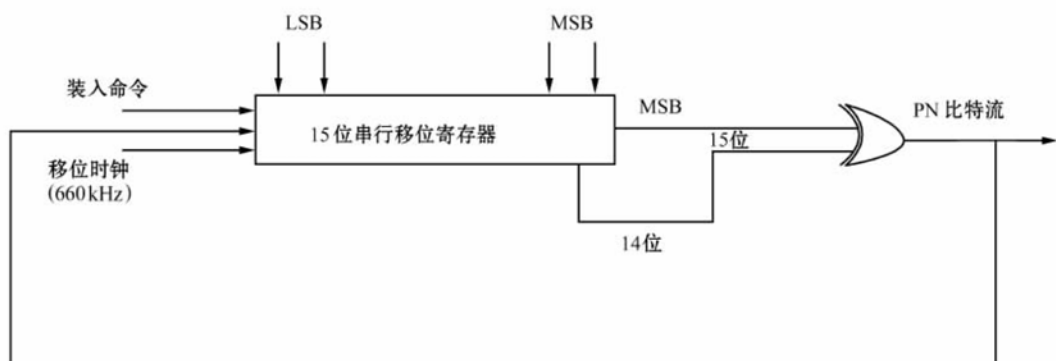 LSB
MSB
装入命令
MSB
PN 比特流
15位串行移位寄存器
15位
移位时钟
(660kHz)
14位